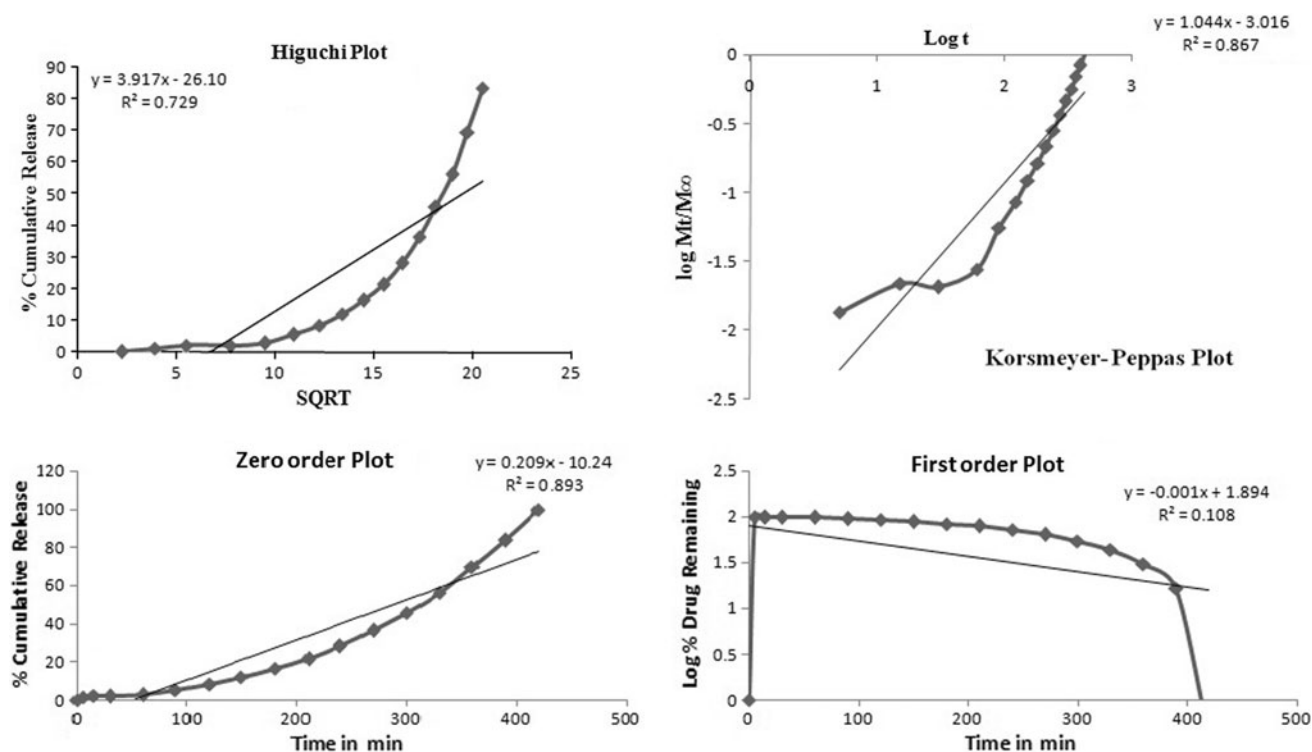 Higuchi Plot
y = 3.917x - 26.10
R² = 0.729
% Cumulative Release
90
80
70
60
50
40
30
20
10
0
0 5 10 15 20 25
SQRT
y = 1.044x - 3.016
R² = 0.867
Log t
0 1 2 3
log Mt/M∞
0
-0.5
-1
-1.5
-2
-2.5
Korsmeyer-Peppas Plot
Zero order Plot
y = 0.209x - 10.24
R² = 0.893
% Cumulative Release
120
100
80
60
40
20
0
0 100 200 300 400 500
Time in min
First order Plot
y = -0.001x + 1.894
R² = 0.108
Log % Drug Remaining
2.5
2
1.5
1
0.5
0
0 100 200 300 400 500
Time in min